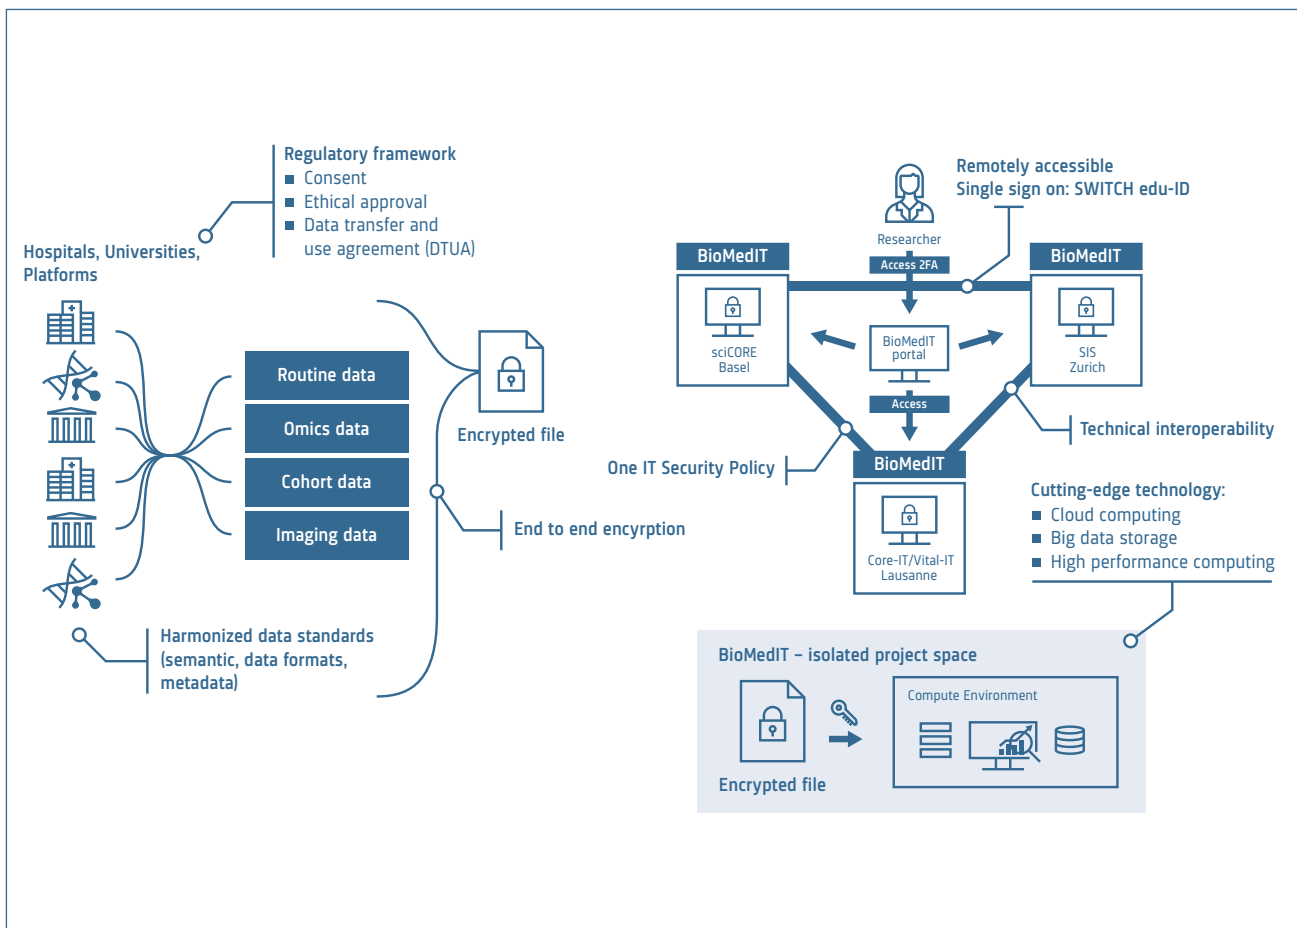 Regulatory framework
Consent
Ethical approval
Data transfer and
use agreement (DTUA)
Hospitals, Universities,
Platforms
Routine data
Omics data
Cohort data
Imaging data
Encrypted file
End to end encyrption
Harmonized data standards
(semantic, data formats,
metadata)
Remotely accessible
Single sign on: SWITCH edu-ID
Researcher
Access 2FA
BioMedIT
sciCORE
Basel
BioMedIT
portal
BioMedIT
SIS
Zurich
Access
One IT Security Policy
Technical interoperability
BioMedIT
Core-IT/Vital-IT
Lausanne
Cutting-edge technology:
Cloud computing
Big data storage
High performance computing
BioMedIT – isolated project space
Encrypted file
Compute Environment